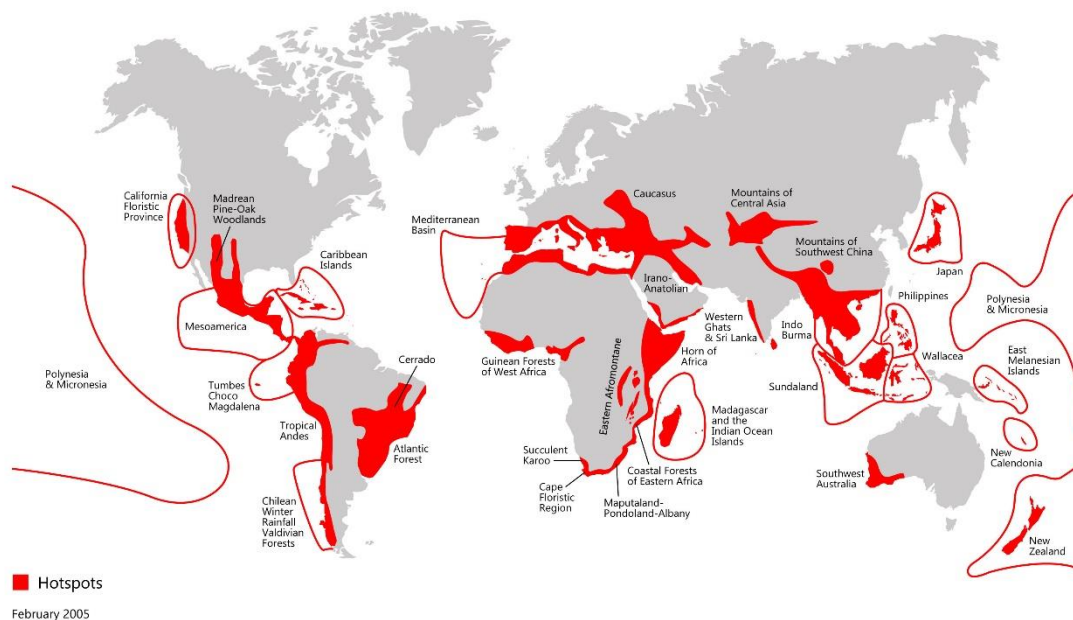 California
Floristic
Province
Madrean
Pine-Oak
Woodlands
Caribbean
Islands
Mesoamerica
Polynesia
& Micronesia
Tumbes
Choco
Magdalena
Tropical
Andes
Cerrado
Atlantic
Forest
Chilean
Winter
Rainfall
Valdivian
Forests
Mediterranean
Basin
Caucasus
Mountains of
Central Asia
Mountains of
Southwest China
Irano-
Anatolian
Guinean Forests
of West Africa
Eastern Afromontane
Horn of
Africa
Western
Ghats
& Sri Lanka
Indo
Burma
Japan
Philippines
Polynesia
& Micronesia
Wallacea
East
Melanesian
Islands
Sundaland
Madagascar
and the
Indian Ocean
Islands
Succulent
Karoo
Cape
Floristic
Region
Coastal Forests
of Eastern Africa
Maputaland-
Pondoland-Albany
Southwest
Australia
New
Calendonia
New
Zealand
Hotspots
February 2005